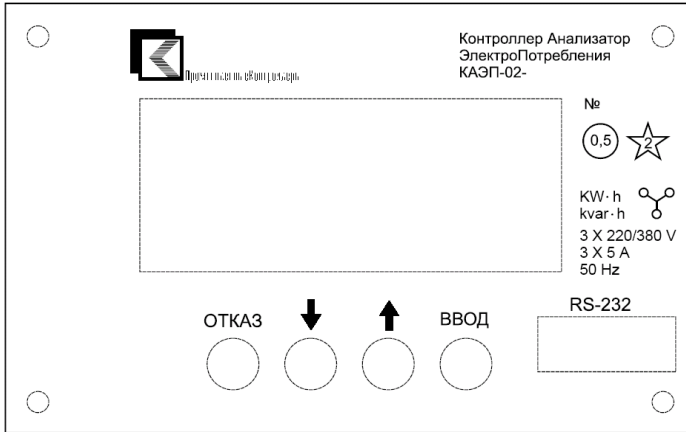 Контроллер Анализатор
ЭлектроПотребления
КАЭП-02-
№
0,5 2
KW·h
kvar·h
3 X 220/380 V
3 X 5 A
50 Hz
RS-232
ОТКАЗ ВВОД